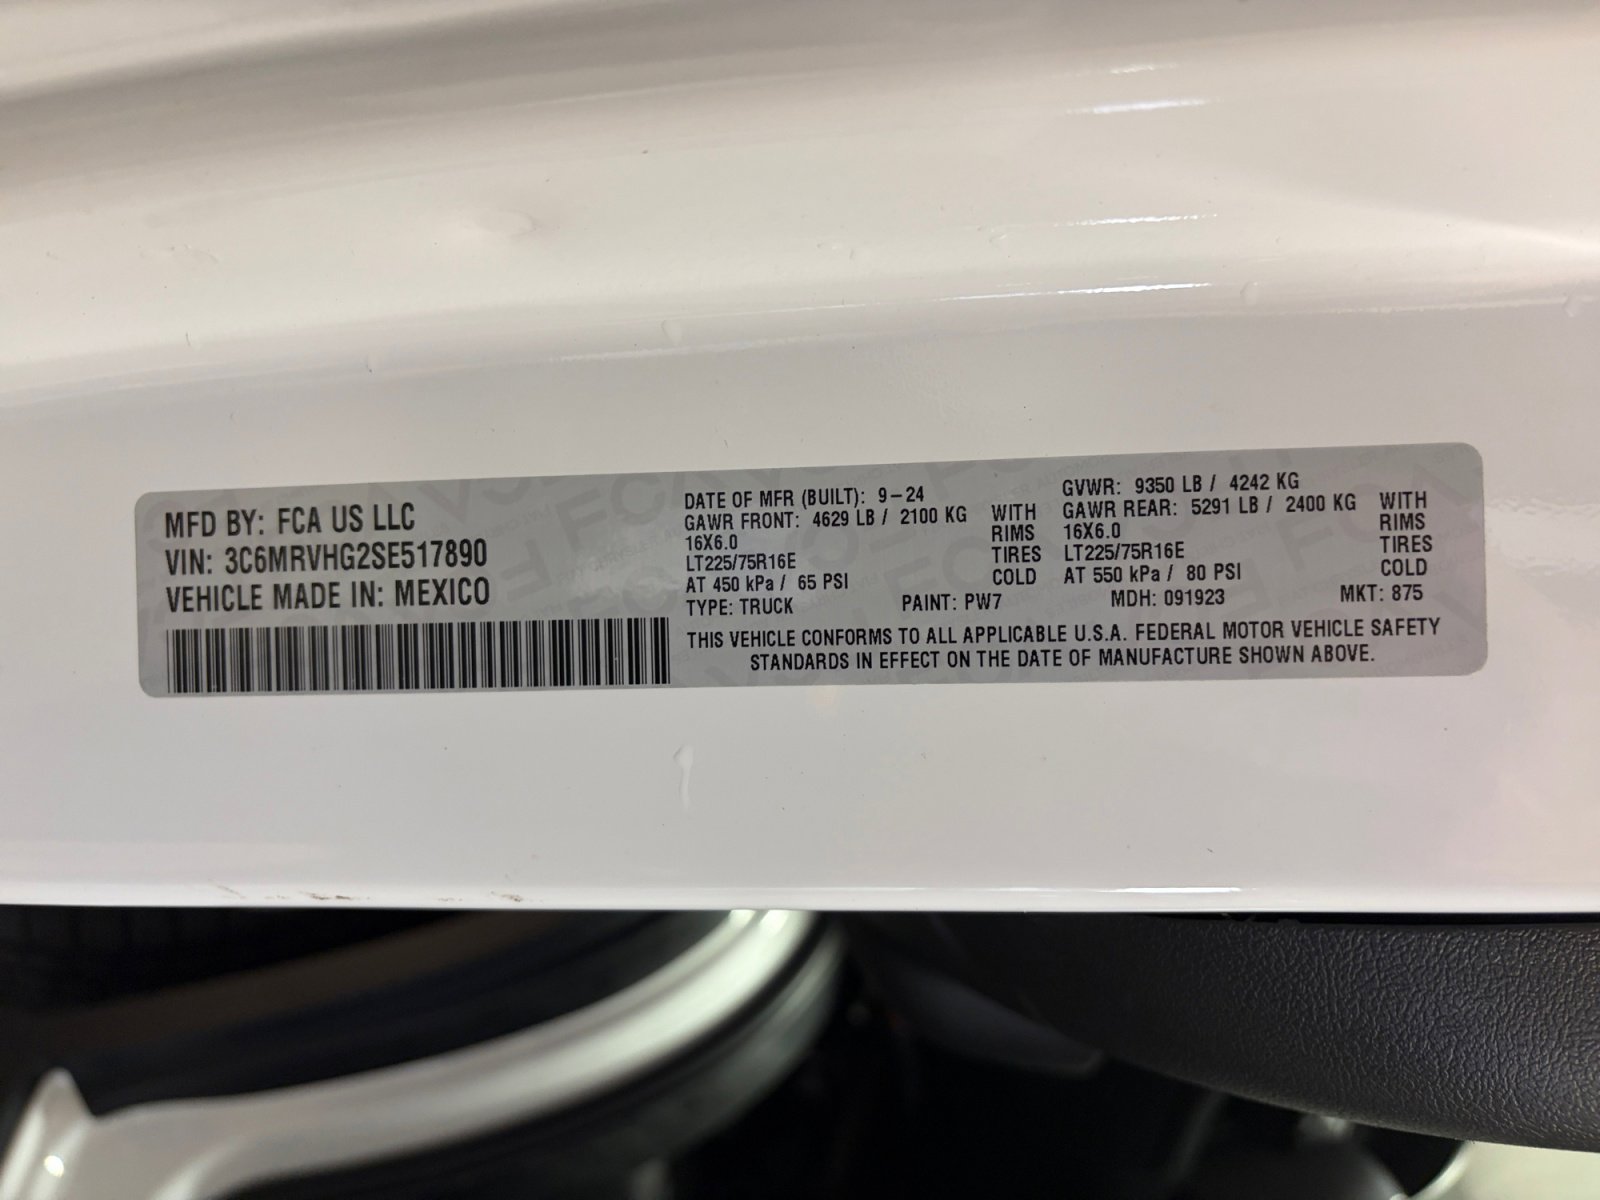 MFD BY: FCA US LLC
VIN: 3C6MRVHG2SE517890
VEHICLE MADE IN: MEXICO
DATE OF MFR (BUILT): 9-24
GAWR FRONT: 4629 LB / 2100 KG WITH
16X6.0 RIMS
LT225/75R16E TIRES
AT 450 kPa / 65 PSI COLD
GVWR: 9350 LB / 4242 KG
GAWR REAR: 5291 LB / 2400 KG WITH
16X6.0 RIMS
LT225/75R16E TIRES
AT 550 kPa / 80 PSI COLD
TYPE: TRUCK PAINT: PW7 MDH: 091923 MKT: 875
THIS VEHICLE CONFORMS TO ALL APPLICABLE U.S.A. FEDERAL MOTOR VEHICLE SAFETY
STANDARDS IN EFFECT ON THE DATE OF MANUFACTURE SHOWN ABOVE.